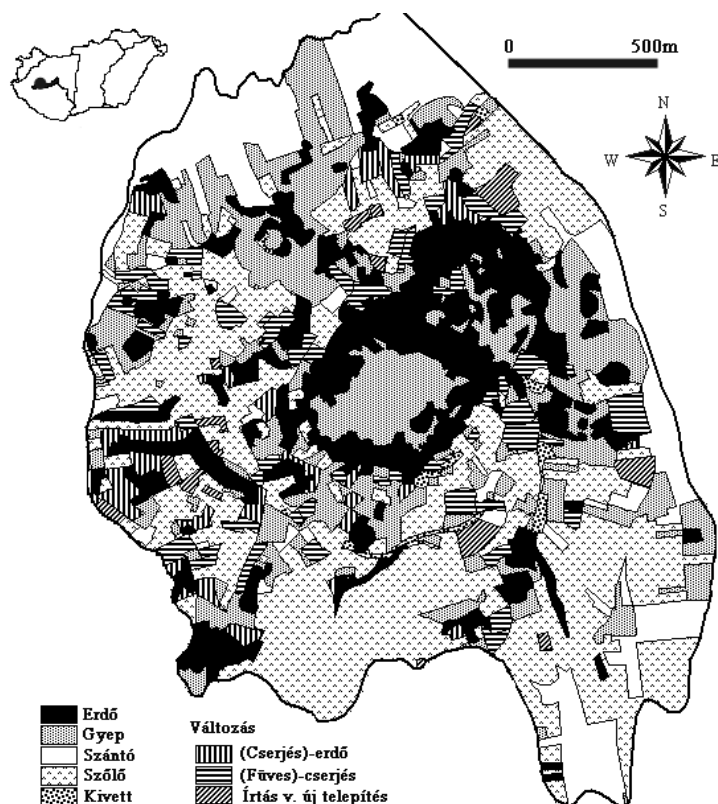 0 500m
N
W E
S
Erdő
Gyep
Szántó
Szőlő
Kivett
Változás
(Cserjés)-erdő
(Füves)-cserjés
Írtás v. új telepítés